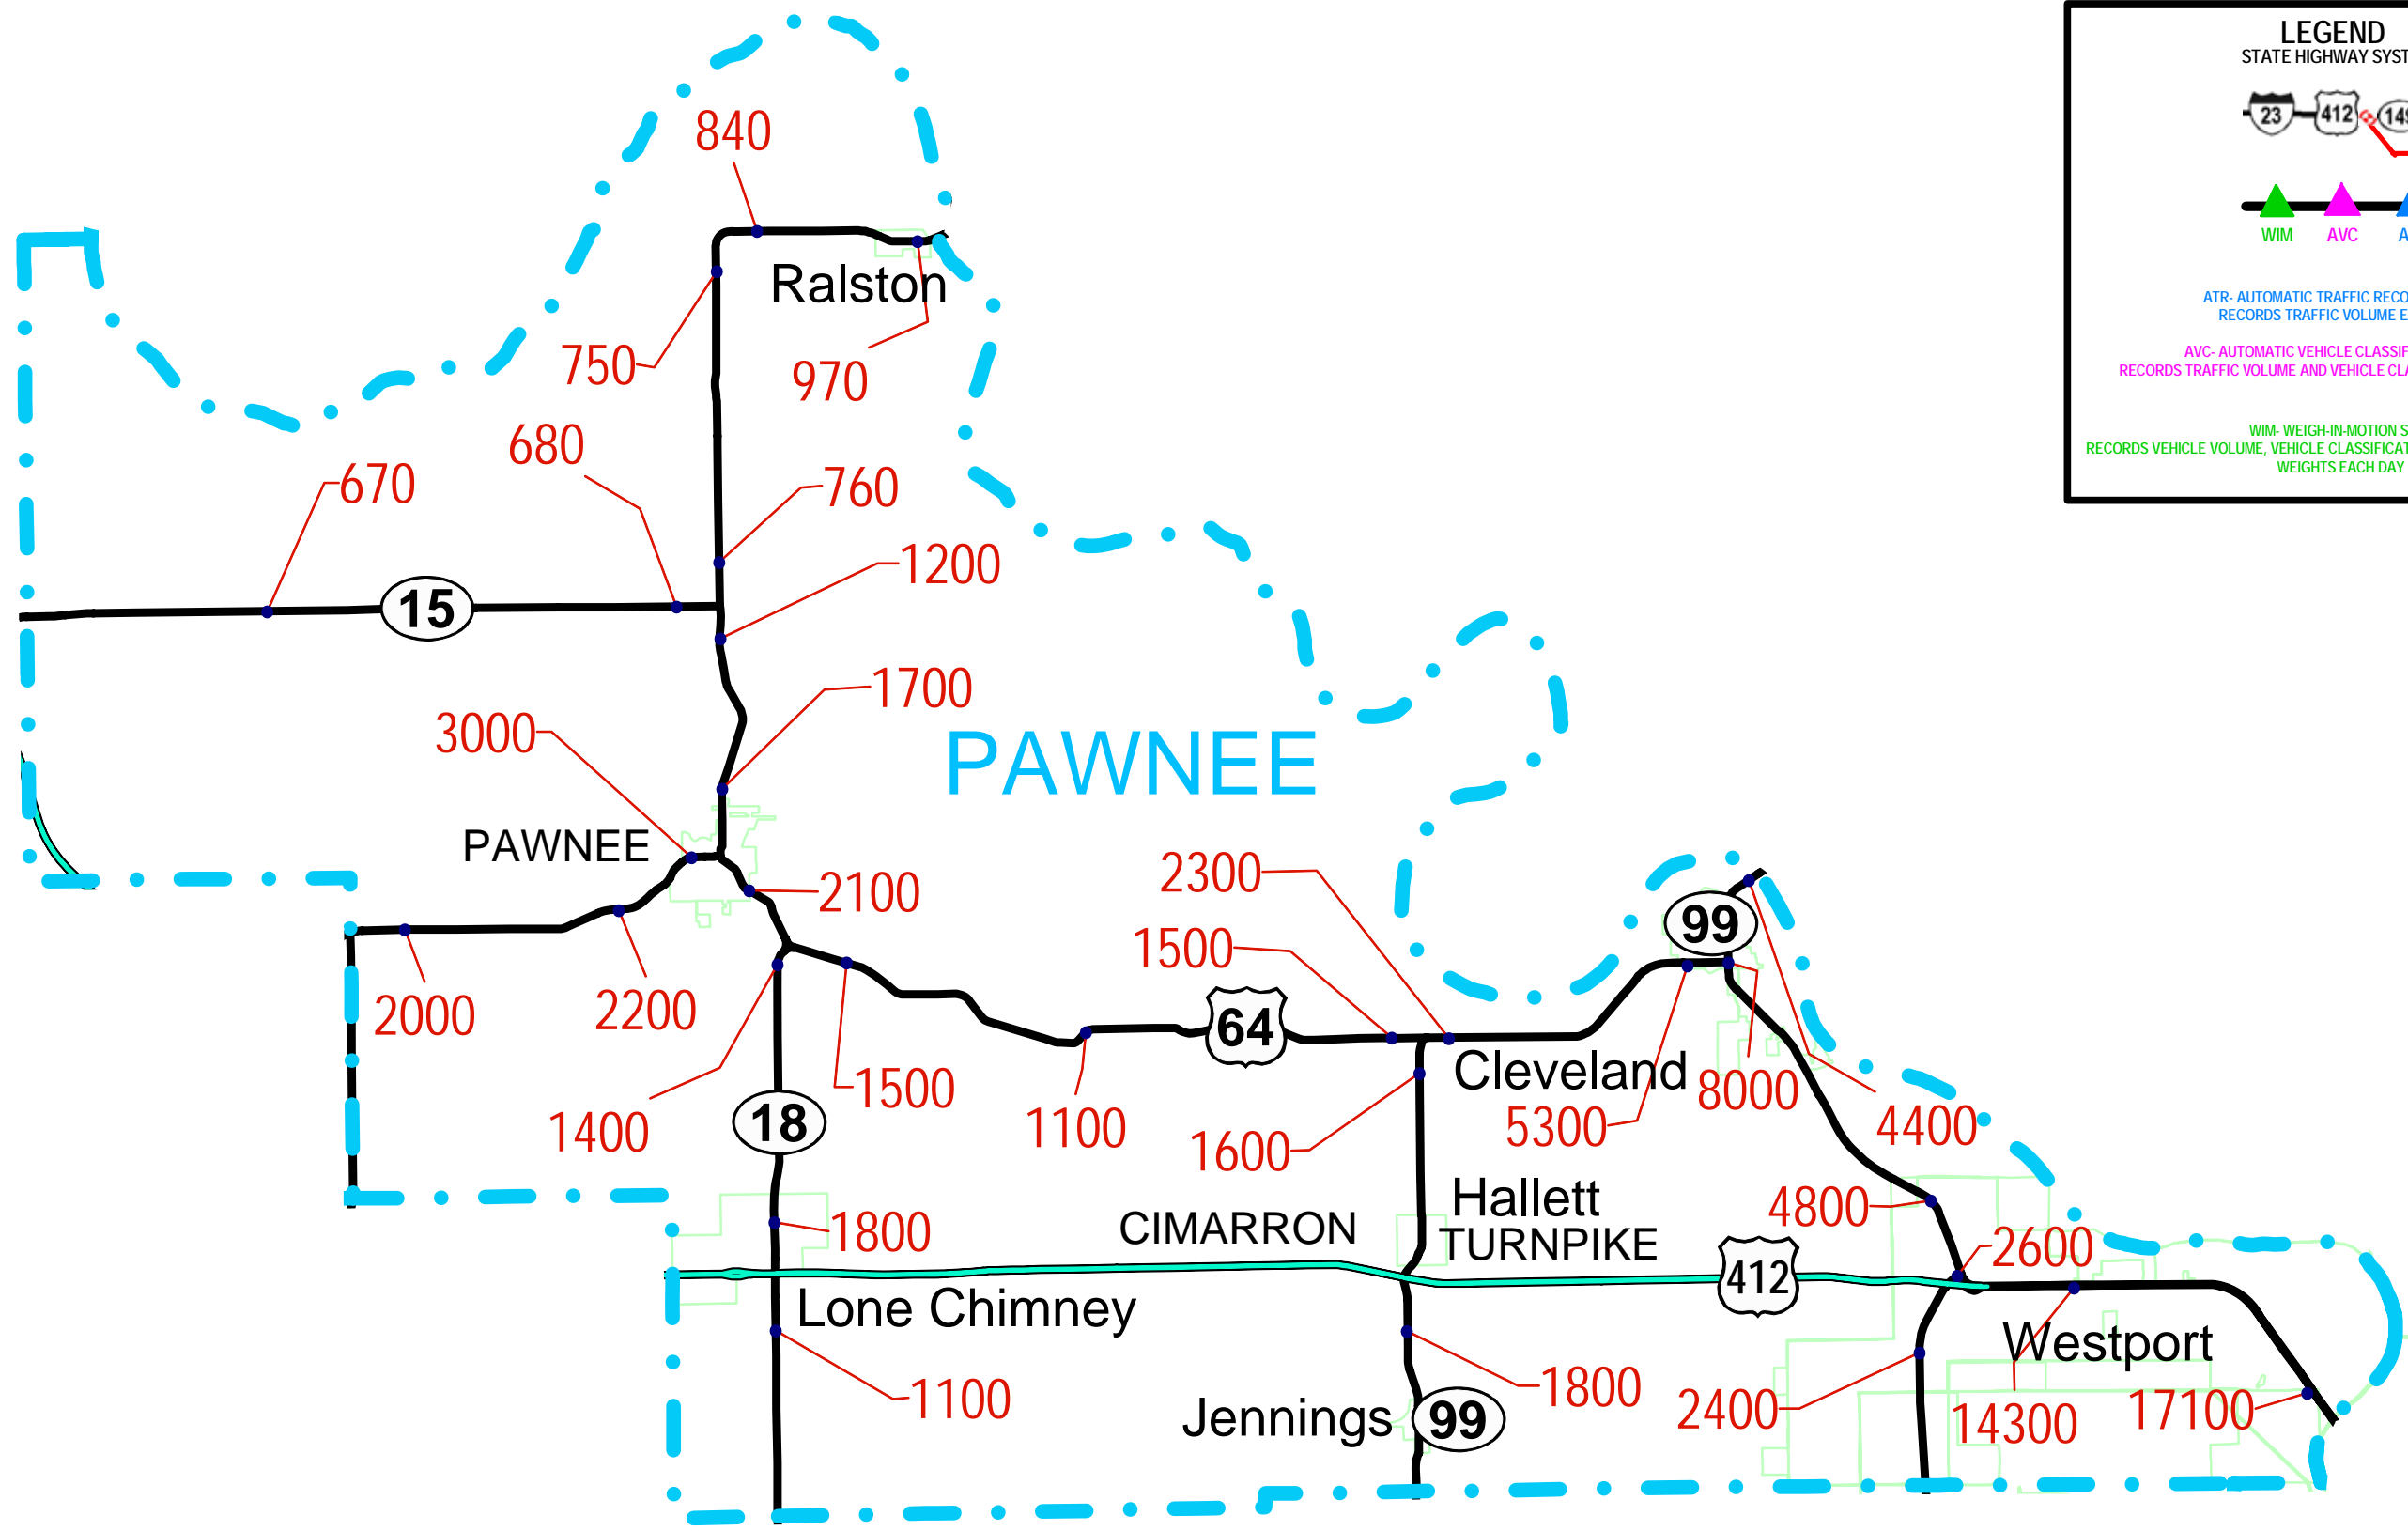 LEGEND
STATE HIGHWAY SYST
23 412 149
WIM AVC A
ATR- AUTOMATIC TRAFFIC RECO
RECORDS TRAFFIC VOLUME E
AVC- AUTOMATIC VEHICLE CLASSIF
RECORDS TRAFFIC VOLUME AND VEHICLE CLA
WIM- WEIGH-IN-MOTION S
RECORDS VEHICLE VOLUME, VEHICLE CLASSIFICAT
WEIGHTS EACH DAY
840
Ralston
750
970
680
670
760
1200
15
1700
3000
PAWNEE
PAWNEE
2100
2300
99
1500
2000
2200
64
Cleveland
1500
8000
1400
18
1100
1600
5300
4400
Hallett
4800
1800
CIMARRON
TURNPIKE
2600
412
Lone Chimney
Westport
1100
1800
Jennings
99
2400
14300
17100